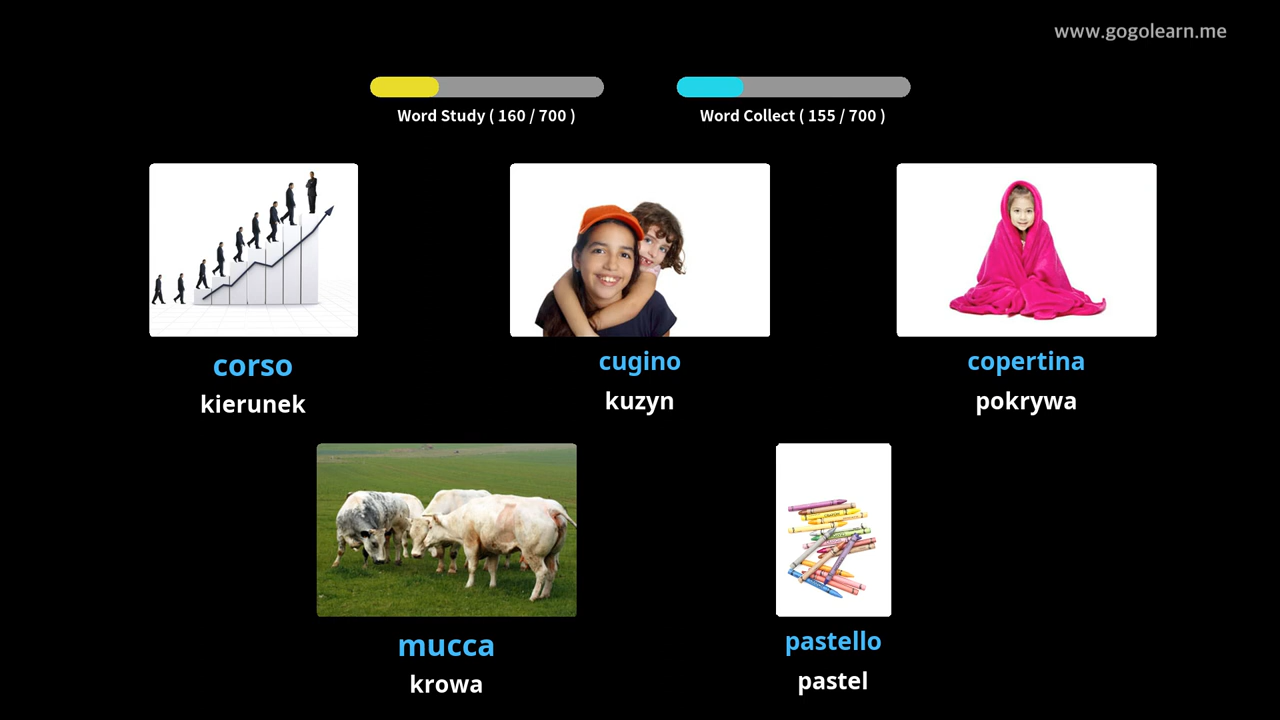 www.gogolearn.me
Word Study ( 160 / 700 )
Word Collect ( 155 / 700 )
corso
kierunek
cugino
kuzyn
copertina
pokrywa
mucca
krowa
pastello
pastel